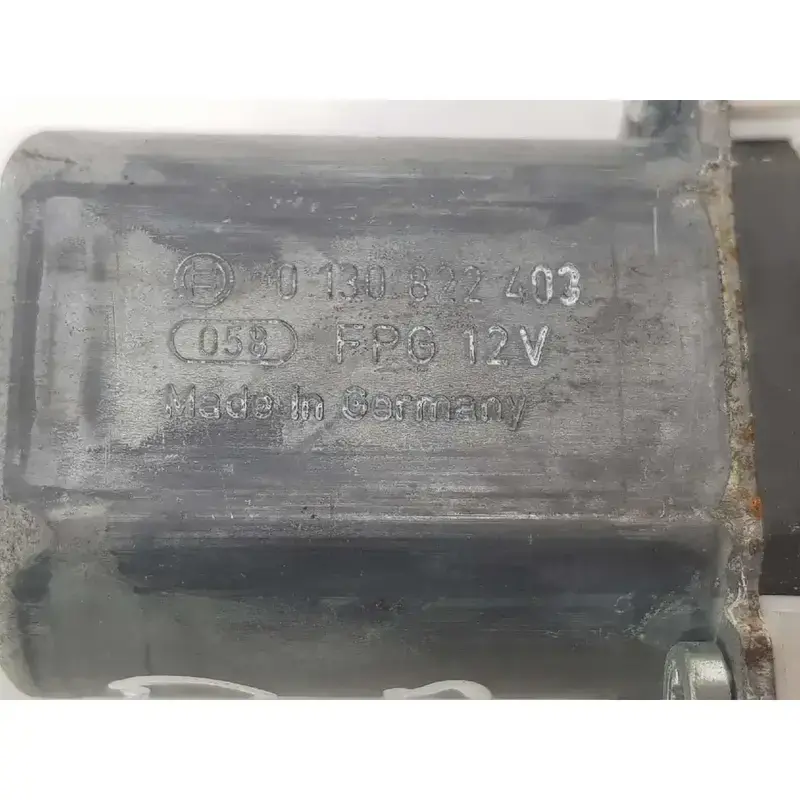 0 130 822 403
058 FPG 12V
Made in Germany